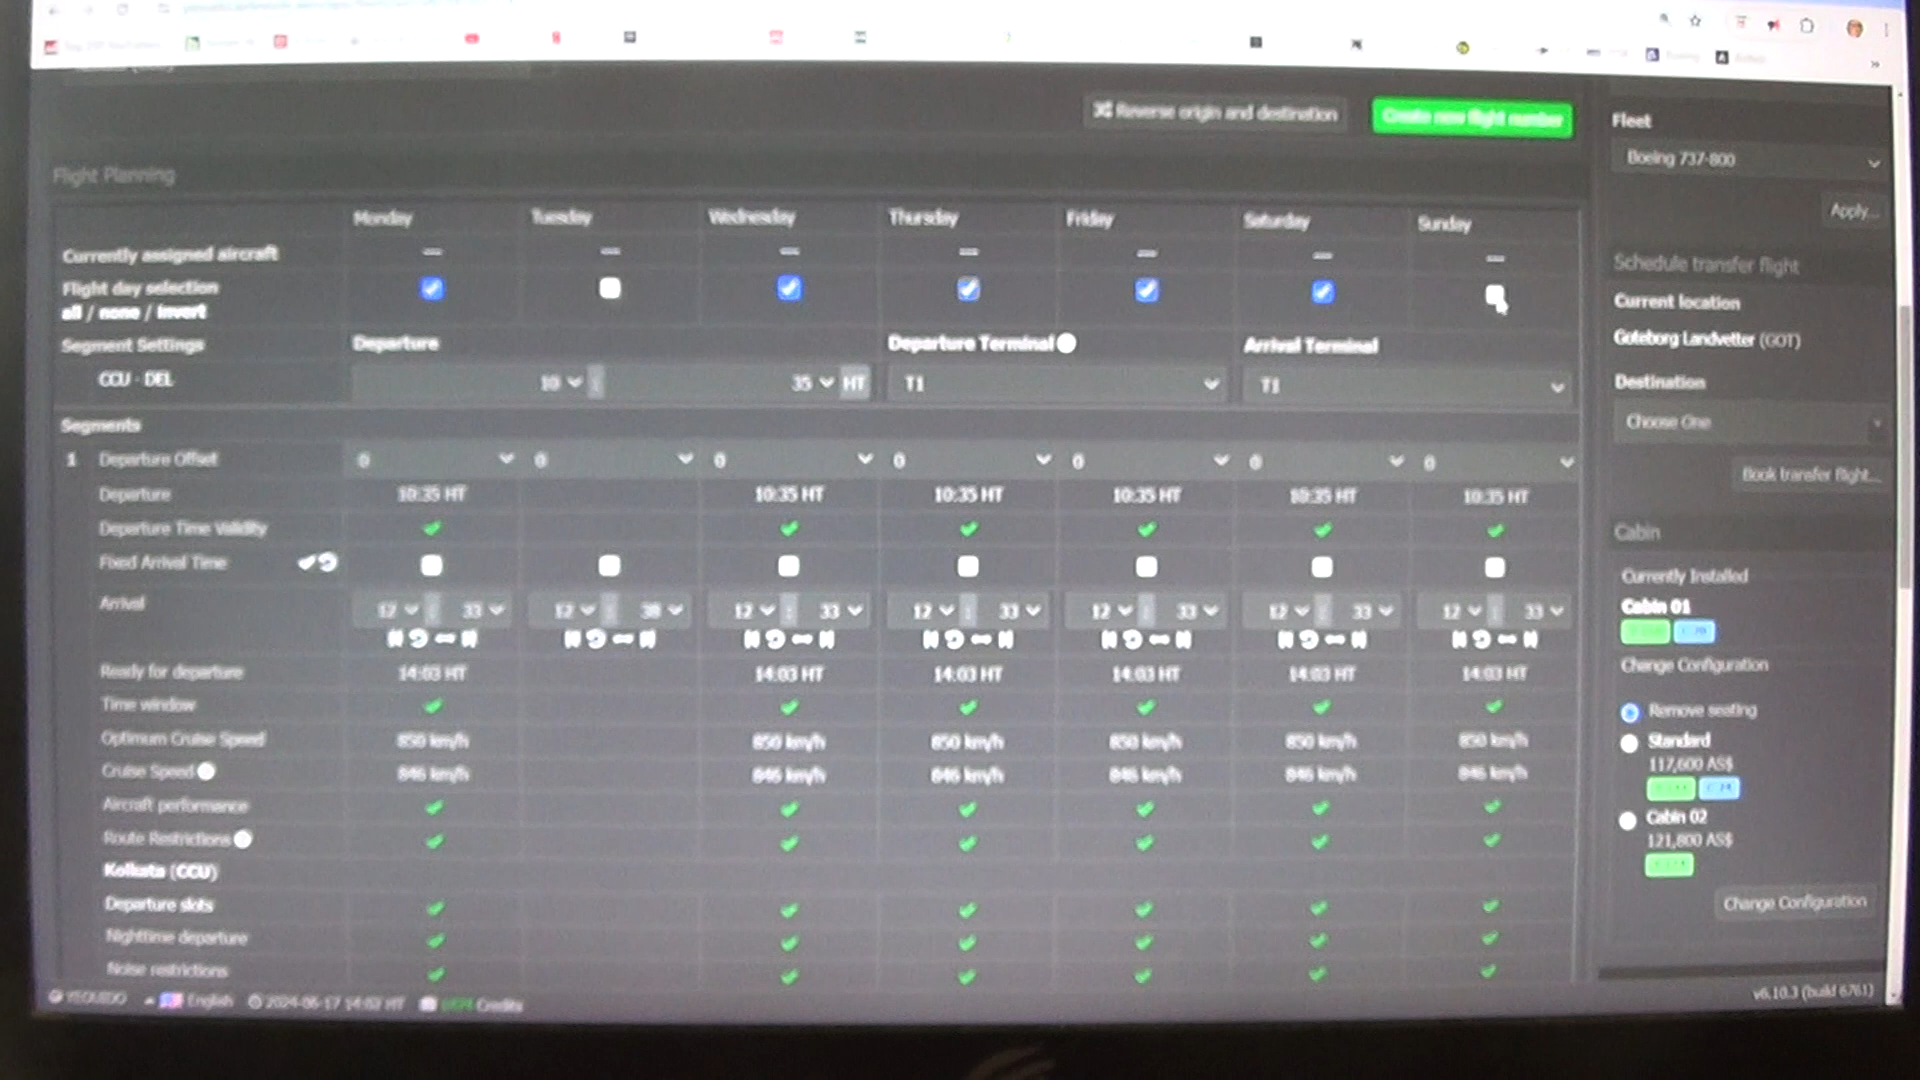 Reverse origin and destination
Create new flight number
Flight Planning
Monday Tuesday Wednesday Thursday Friday Saturday Sunday
Currently assigned aircraft
Flight day selection
all / none / invert
Segment Settings Departure Departure Terminal Arrival Terminal
CCU - DEL 10 : 35 HT T1 T1
Segments
1 Departure Offset 0 0 0 0 0 0 0
Departure 10:35 HT 10:35 HT 10:35 HT 10:35 HT 10:35 HT 10:35 HT
Departure Time Validity
Fixed Arrival Time
Arrival 12 : 33 12 : 38 12 : 33 12 : 33 12 : 33 12 : 33 12 : 33
Ready for departure 14:03 HT 14:03 HT 14:03 HT 14:03 HT 14:03 HT 14:03 HT
Time window
Optimum Cruise Speed 850 km/h 850 km/h 850 km/h 850 km/h 850 km/h 850 km/h
Cruise Speed 846 km/h 846 km/h 846 km/h 846 km/h 846 km/h 846 km/h
Aircraft performance
Route Restrictions
Kolkata (CCU)
Departure slots
Nighttime departure
Noise restrictions
YEQUIDO English 2024-06-17 14:03 HT Credits
Fleet
Boeing 737-800
Apply...
Schedule transfer flight
Current location
Goteborg Landvetter (GOT)
Destination
Choose One
Book transfer flight...
Cabin
Currently Installed
Cabin 01
Change Configuration
Remove seating
Standard
117,600 AS$
Cabin 02
121,800 AS$
Change Configuration
v6.10.3 (build 6761)